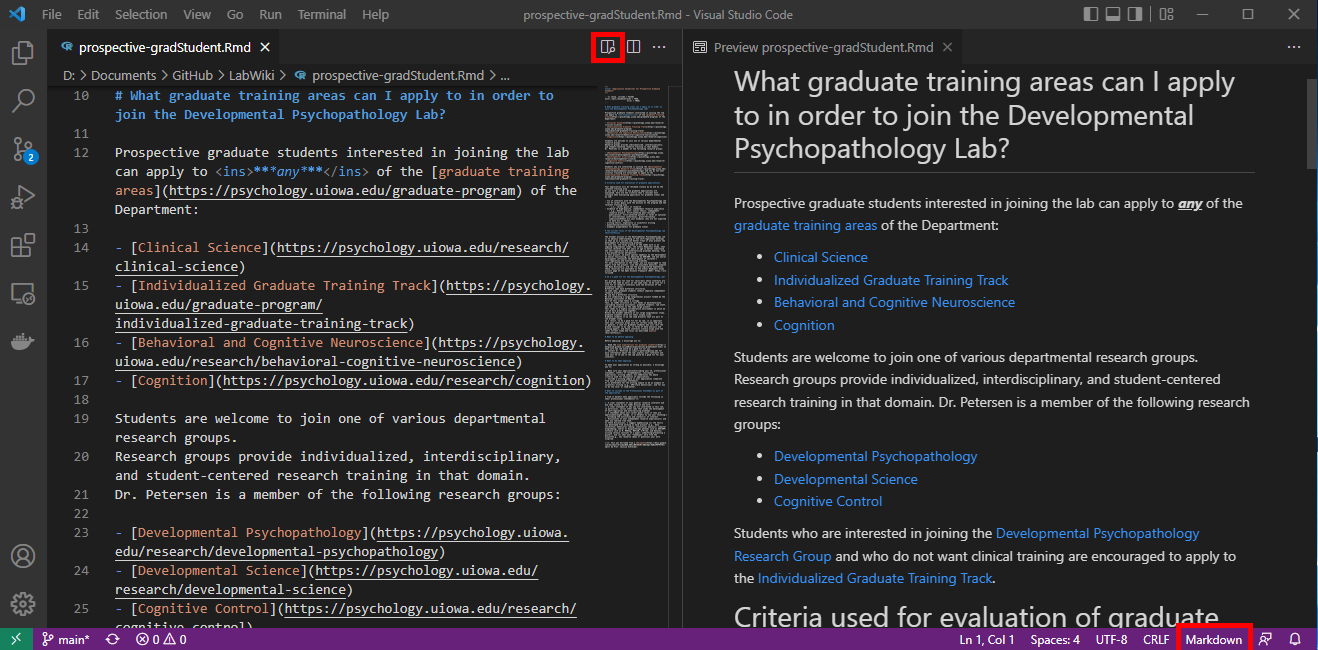 File Edit Selection View Go Run Terminal Help
prospective-gradStudent.Rmd - Visual Studio Code
prospective-gradStudent.Rmd
D: > Documents > GitHub > LabWiki > prospective-gradStudent.Rmd > ...
10 # What graduate training areas can I apply to in order to
join the Developmental Psychopathology Lab?
11
12 Prospective graduate students interested in joining the lab
can apply to <ins>***any***</ins> of the [graduate training
areas](https://psychology.uiowa.edu/graduate-program) of the
Department:
13
14 - [Clinical Science](https://psychology.uiowa.edu/research/
clinical-science)
15 - [Individualized Graduate Training Track](https://psychology.
uiowa.edu/graduate-program/
individualized-graduate-training-track)
16 - [Behavioral and Cognitive Neuroscience](https://psychology.
uiowa.edu/research/behavioral-cognitive-neuroscience)
17 - [Cognition](https://psychology.uiowa.edu/research/cognition)
18
19 Students are welcome to join one of various departmental
research groups.
20 Research groups provide individualized, interdisciplinary,
and student-centered research training in that domain.
21 Dr. Petersen is a member of the following research groups:
22
23 - [Developmental Psychopathology](https://psychology.uiowa.
edu/research/developmental-psychopathology)
24 - [Developmental Science](https://psychology.uiowa.edu/
research/developmental-science)
25 - [Cognitive Control](https://psychology.uiowa.edu/research/
cognitive-control)
Preview prospective-gradStudent.Rmd
What graduate training areas can I apply
to in order to join the Developmental
Psychopathology Lab?
Prospective graduate students interested in joining the lab can apply to any of the
graduate training areas of the Department:
• Clinical Science
• Individualized Graduate Training Track
• Behavioral and Cognitive Neuroscience
• Cognition
Students are welcome to join one of various departmental research groups.
Research groups provide individualized, interdisciplinary, and student-centered
research training in that domain. Dr. Petersen is a member of the following research
groups:
• Developmental Psychopathology
• Developmental Science
• Cognitive Control
Students who are interested in joining the Developmental Psychopathology
Research Group and who do not want clinical training are encouraged to apply to
the Individualized Graduate Training Track.
Criteria used for evaluation of graduate
2
main* 0 0
Ln 1, Col 1 Spaces: 4 UTF-8 CRLF Markdown